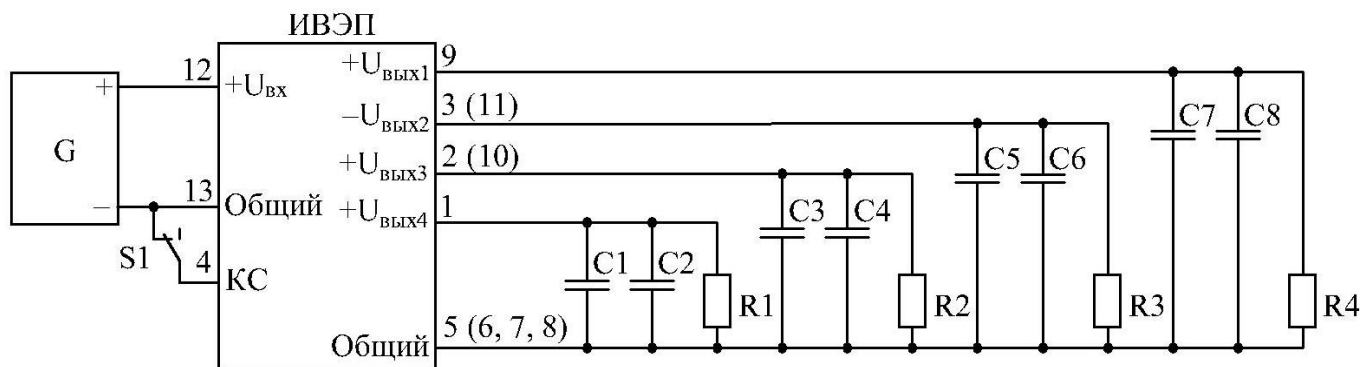 ИВЭП
+ 12 +Uвх +Uвых1 9
–Uвых2 3 (11) C7 C8
G +Uвых3 2 (10) C5 C6
– 13 Общий +Uвых4 1 C3 C4
S1 4 КС C1 C2 R1 R2 R3 R4
Общий 5 (6, 7, 8)